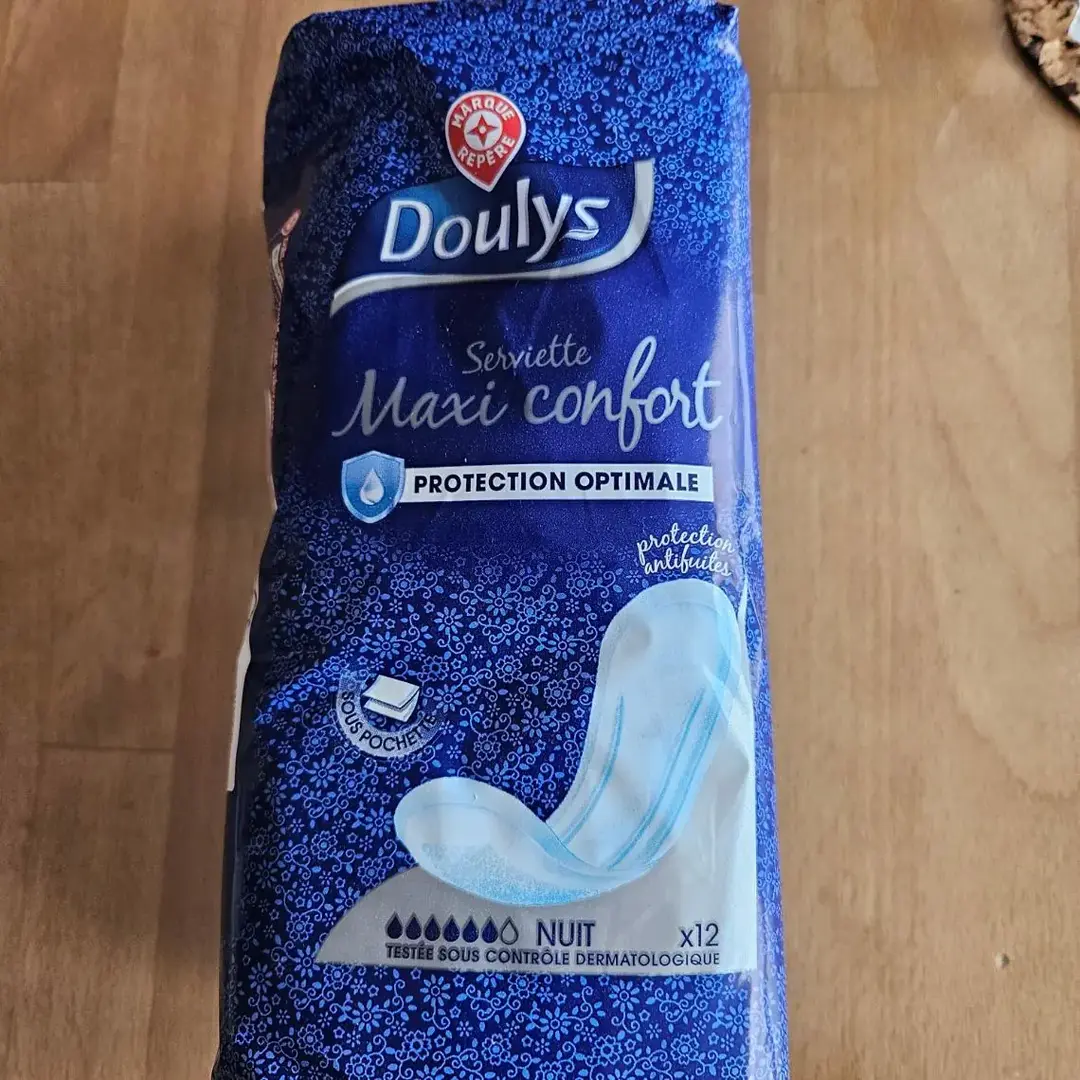 MARQUE
REPÈRE
Doulys
Serviette
Maxi confort
PROTECTION OPTIMALE
protection
antifuites
SOUS POCHETTE
NUIT
x12
TESTÉE SOUS CONTRÔLE DERMATOLOGIQUE